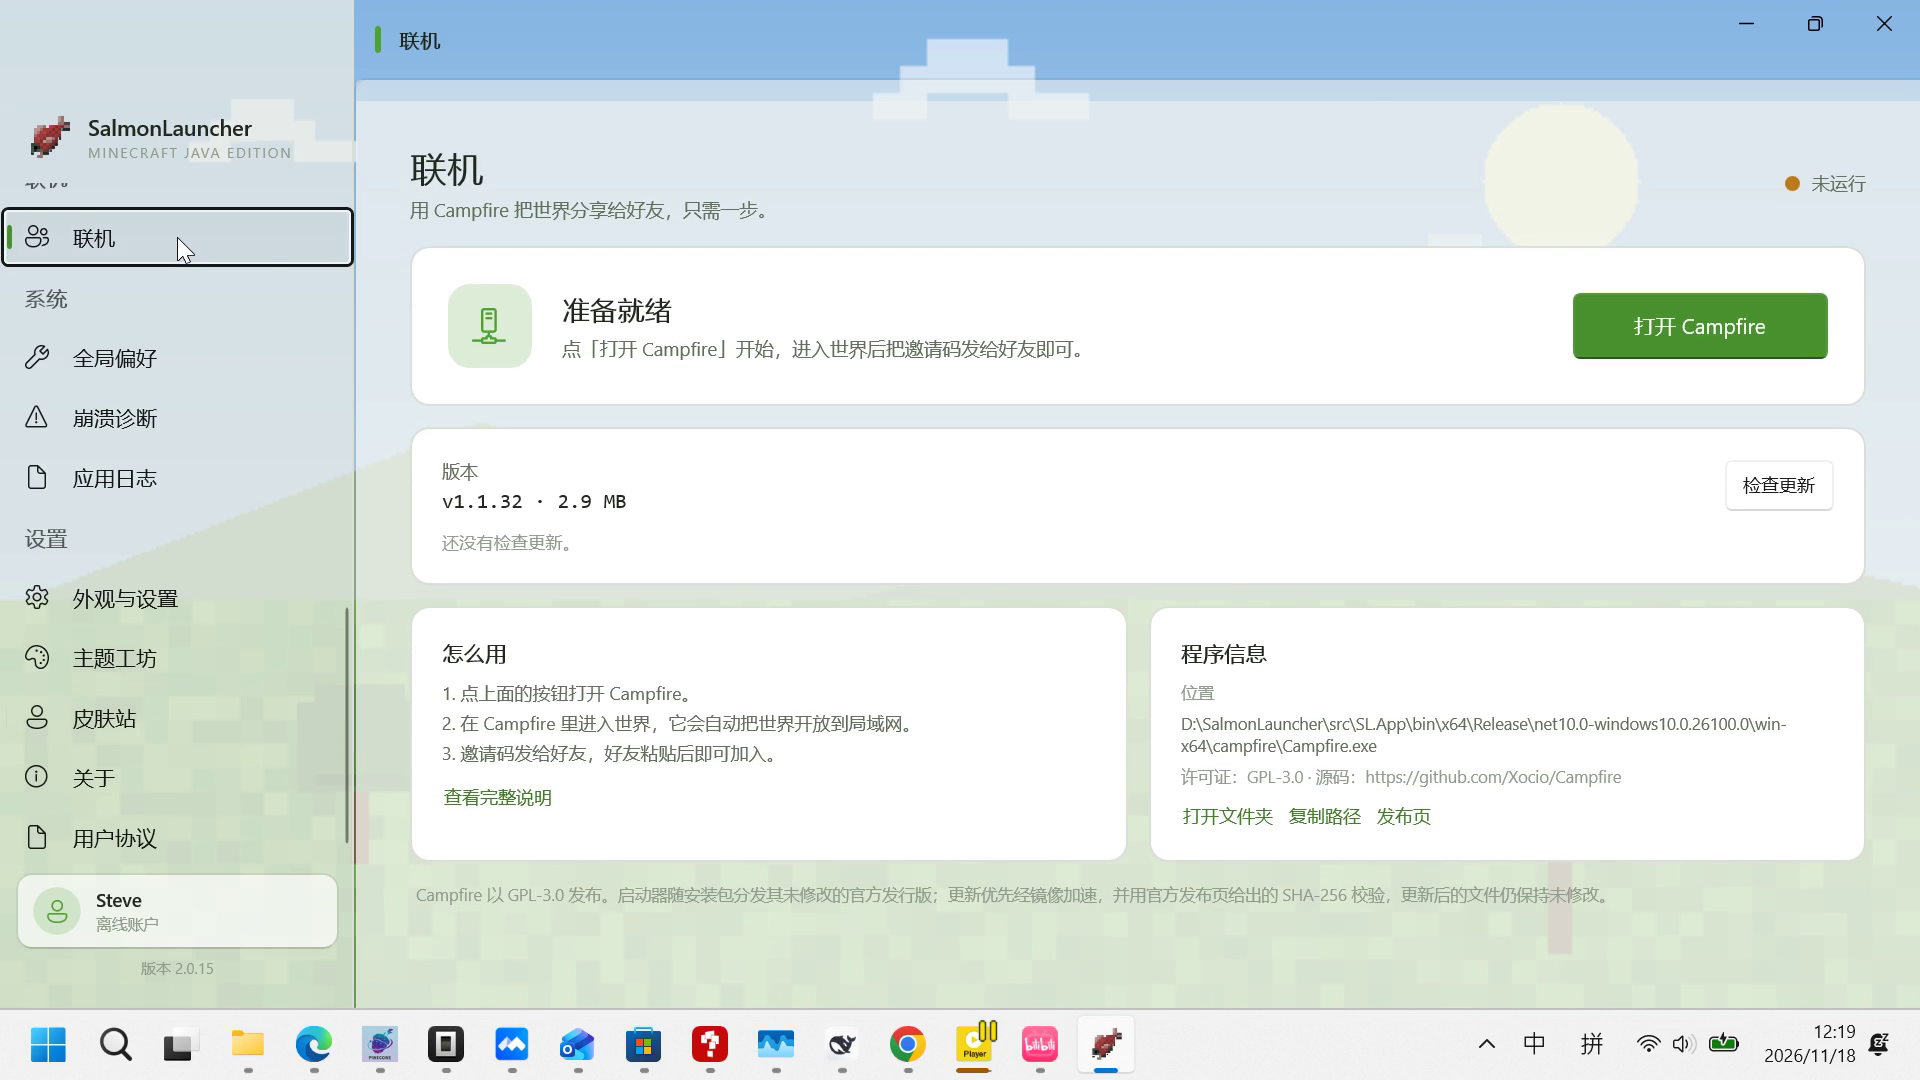 联机
SalmonLauncher
MINECRAFT JAVA EDITION
联机
联机
系统
全局偏好
崩溃诊断
应用日志
设置
外观与设置
主题工坊
皮肤站
关于
用户协议
Steve
离线账户
版本 2.0.15
联机
用 Campfire 把世界分享给好友，只需一步。
未运行
准备就绪
点「打开 Campfire」开始，进入世界后把邀请码发给好友即可。
打开 Campfire
版本
v1.1.32 · 2.9 MB
还没有检查更新。
检查更新
怎么用
1. 点上面的按钮打开 Campfire。
2. 在 Campfire 里进入世界，它会自动把世界开放到局域网。
3. 邀请码发给好友，好友粘贴后即可加入。
查看完整说明
程序信息
位置
D:\SalmonLauncher\src\SL.App\bin\x64\Release\net10.0-windows10.0.26100.0\win-
x64\campfire\Campfire.exe
许可证：GPL-3.0 · 源码：https://github.com/Xocio/Campfire
打开文件夹 复制路径 发布页
Campfire 以 GPL-3.0 发布。启动器随安装包分发其未修改的官方发行版；更新优先经镜像加速，并用官方发布页给出的 SHA-256 校验，更新后的文件仍保持未修改。
PIXECORE
Player
bilibili
中
拼
12:19
2026/11/18